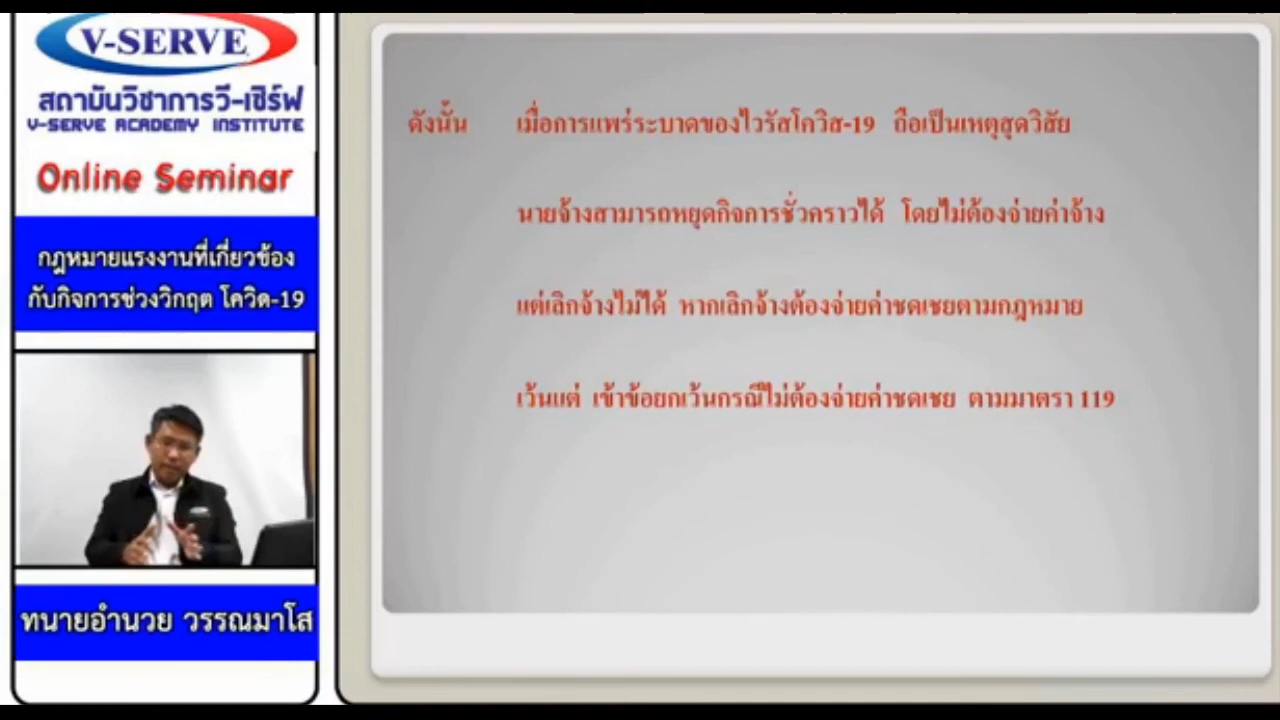 V-SERVE
สถาบันวิชาการวี-เซิร์ฟ
V-SERVE ACADEMY INSTITUTE
Online Seminar
กฎหมายแรงงานที่เกี่ยวข้อง
กับกิจการช่วงวิกฤต โควิด-19
ทนายอำนวย วรรณมาโส
ดังนั้น เมื่อการแพร่ระบาดของไวรัสโควิส-19 ถือเป็นเหตุสุดวิสัย
นายจ้างสามารถหยุดกิจการชั่วคราวได้ โดยไม่ต้องจ่ายค่าจ้าง
แต่เลิกจ้างไม่ได้ หากเลิกจ้างต้องจ่ายค่าชดเชยตามกฎหมาย
เว้นแต่ เข้าข้อยกเว้นกรณีไม่ต้องจ่ายค่าชดเชย ตามมาตรา 119